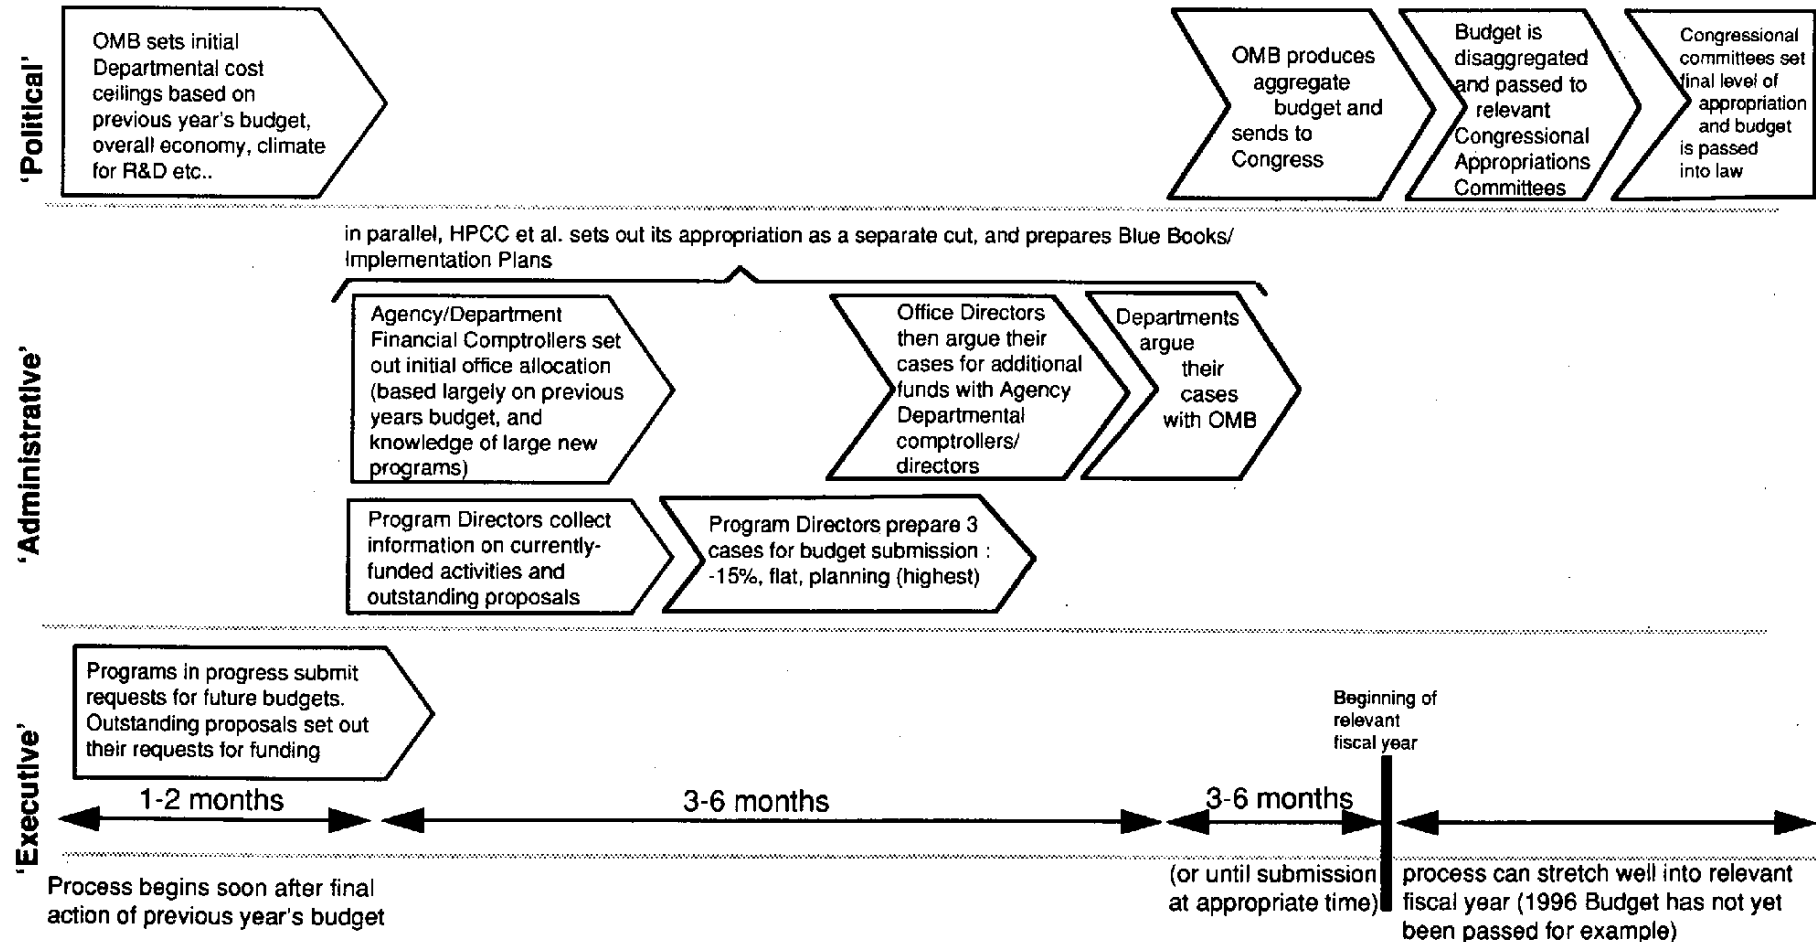 'Political'
OMB sets initial
Departmental cost
ceilings based on
previous year's budget,
overall economy, climate
for R&D etc..
OMB produces
aggregate
budget and
sends to
Congress
Budget is
disaggregated
and passed to
relevant
Congressional
Appropriations
Committees
Congressional
committees set
final level of
appropriation
and budget
is passed
into law
'Administrative'
in parallel, HPCC et al. sets out its appropriation as a separate cut, and prepares Blue Books/
Implementation Plans
Agency/Department
Financial Comptrollers set
out initial office allocation
(based largely on previous
years budget, and
knowledge of large new
programs)
Office Directors
then argue their
cases for additional
funds with Agency
Departmental
comptrollers/
directors
Departments
argue
their
cases
with OMB
Program Directors collect
information on currently-
funded activities and
outstanding proposals
Program Directors prepare 3
cases for budget submission :
-15%, flat, planning (highest)
'Executive'
Programs in progress submit
requests for future budgets.
Outstanding proposals set out
their requests for funding
Beginning of
relevant
fiscal year
1-2 months
3-6 months
3-6 months
Process begins soon after final
action of previous year's budget
(or until submission
at appropriate time)
process can stretch well into relevant
fiscal year (1996 Budget has not yet
been passed for example)